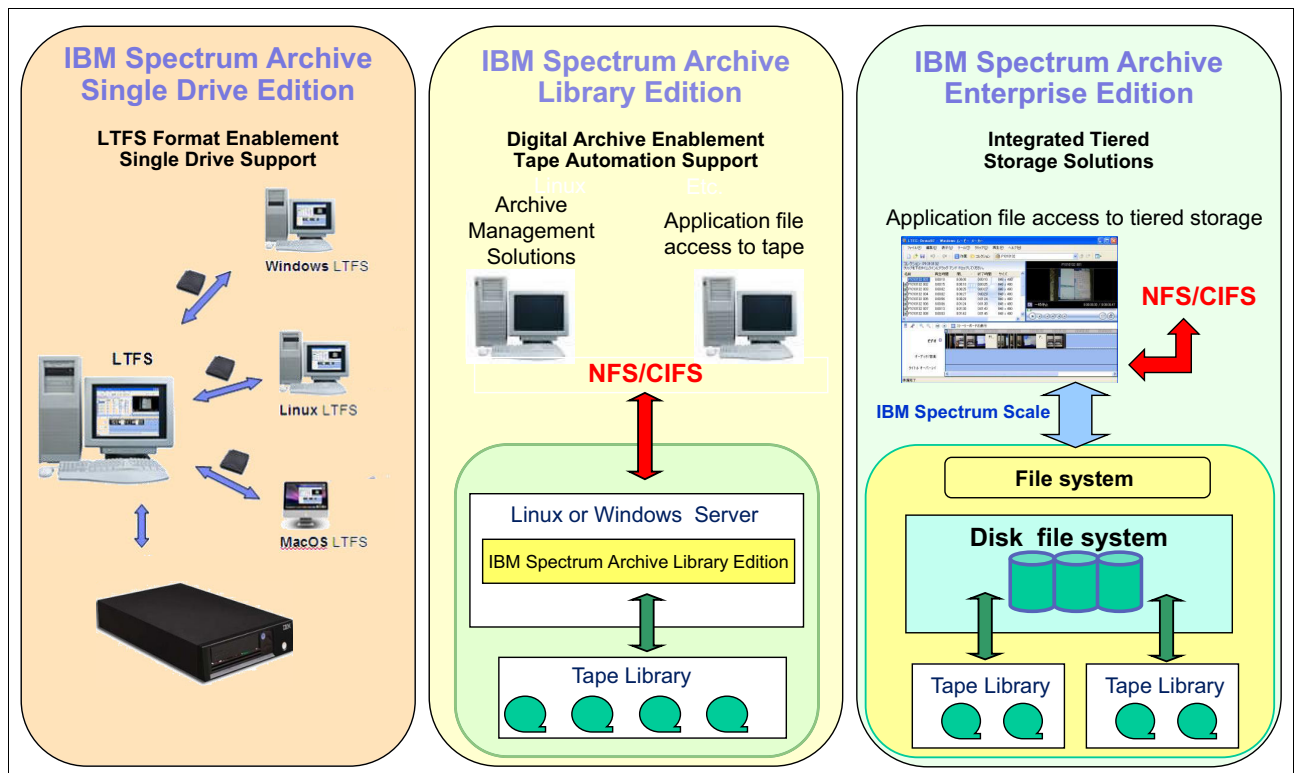 IBM Spectrum Archive
Single Drive Edition
LTFS Format Enablement
Single Drive Support
Windows LTFS
LTFS
Linux LTFS
MacOS LTFS
IBM Spectrum Archive
Library Edition
Digital Archive Enablement
Tape Automation Support
Linux
Etc
Archive
Management
Solutions
Application file
access to tape
NFS/CIFS
Linux or Windows Server
IBM Spectrum Archive Library Edition
Tape Library
IBM Spectrum Archive
Enterprise Edition
Integrated Tiered
Storage Solutions
Application file access to tiered storage
NFS/CIFS
IBM Spectrum Scale
File system
Disk file system
Tape Library
Tape Library